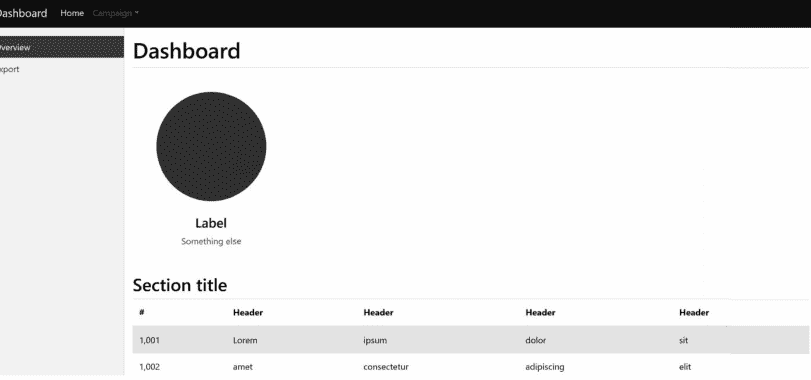 Dashboard Home Campaign
Overview
Export
Dashboard
Label
Something else
Section title
# Header Header Header Header
1,001 Lorem ipsum dolor sit
1,002 amet consectetur adipiscing elit